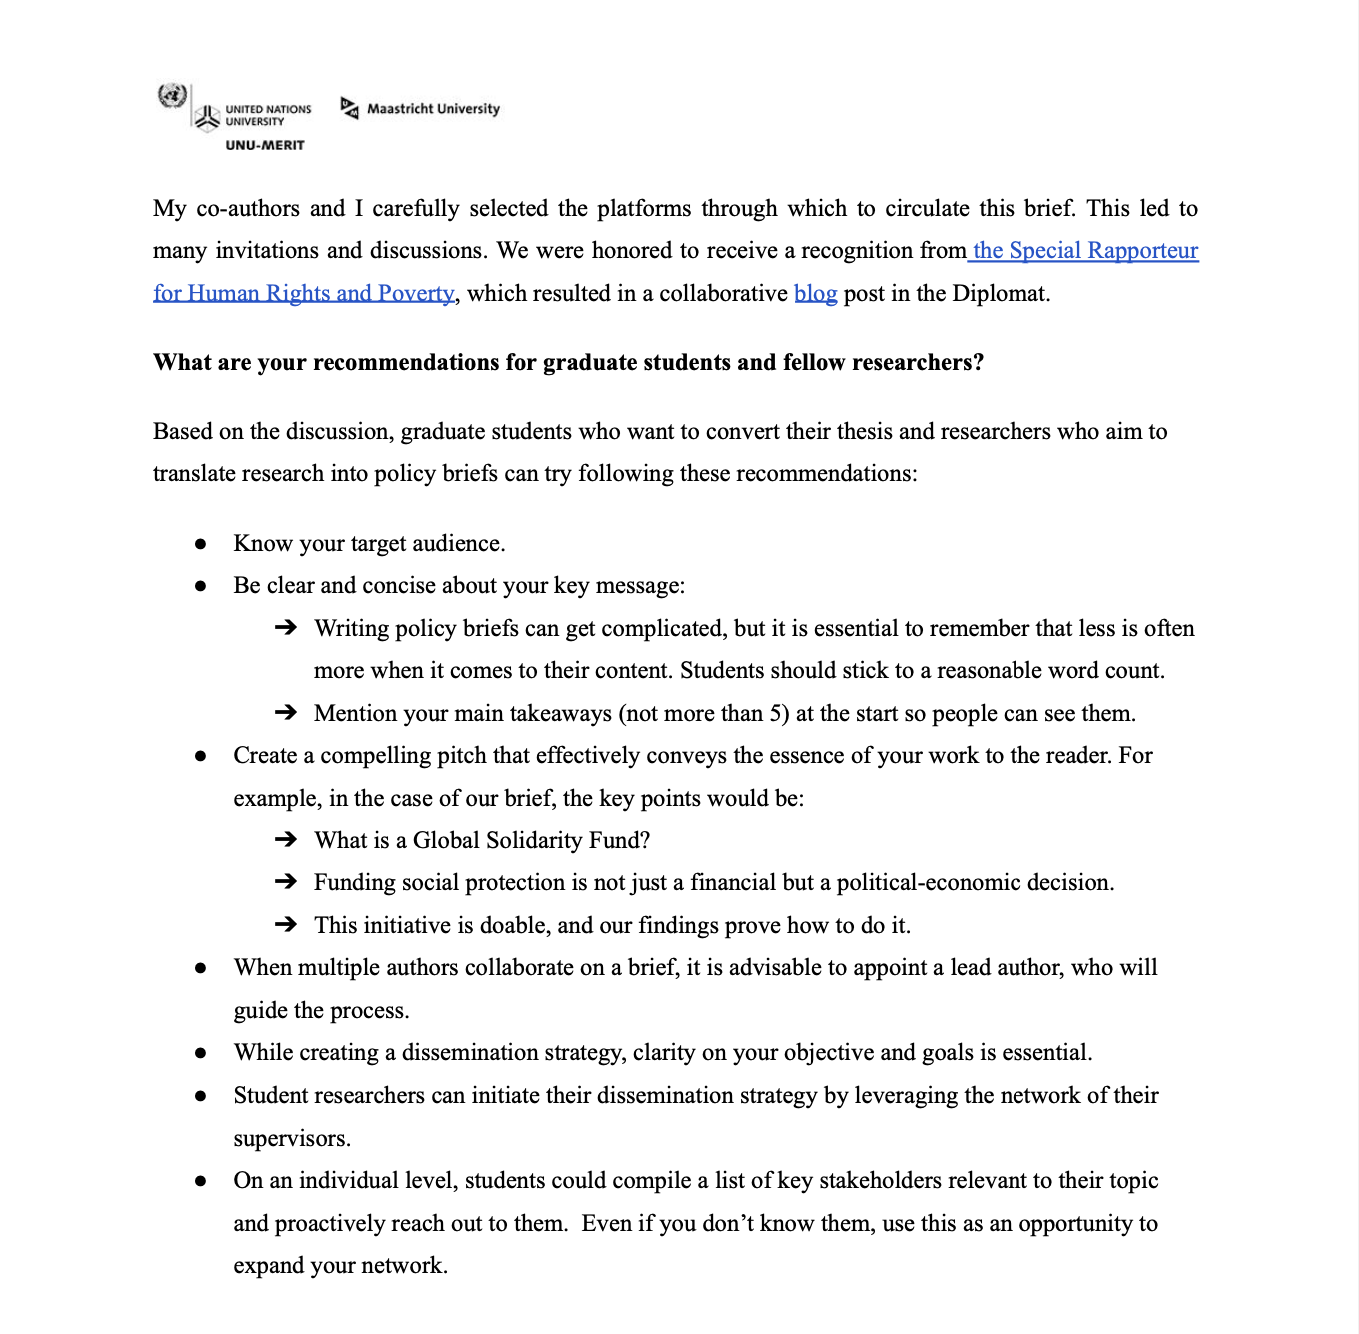 UNITED NATIONS
UNIVERSITY
UNU-MERIT
Maastricht University
My co-authors and I carefully selected the platforms through which to circulate this brief. This led to
many invitations and discussions. We were honored to receive a recognition from the Special Rapporteur
for Human Rights and Poverty, which resulted in a collaborative blog post in the Diplomat.
What are your recommendations for graduate students and fellow researchers?
Based on the discussion, graduate students who want to convert their thesis and researchers who aim to
translate research into policy briefs can try following these recommendations:
● Know your target audience.
● Be clear and concise about your key message:
➔ Writing policy briefs can get complicated, but it is essential to remember that less is often
more when it comes to their content. Students should stick to a reasonable word count.
➔ Mention your main takeaways (not more than 5) at the start so people can see them.
● Create a compelling pitch that effectively conveys the essence of your work to the reader. For
example, in the case of our brief, the key points would be:
➔ What is a Global Solidarity Fund?
➔ Funding social protection is not just a financial but a political-economic decision.
➔ This initiative is doable, and our findings prove how to do it.
● When multiple authors collaborate on a brief, it is advisable to appoint a lead author, who will
guide the process.
● While creating a dissemination strategy, clarity on your objective and goals is essential.
● Student researchers can initiate their dissemination strategy by leveraging the network of their
supervisors.
● On an individual level, students could compile a list of key stakeholders relevant to their topic
and proactively reach out to them.  Even if you don’t know them, use this as an opportunity to
expand your network.